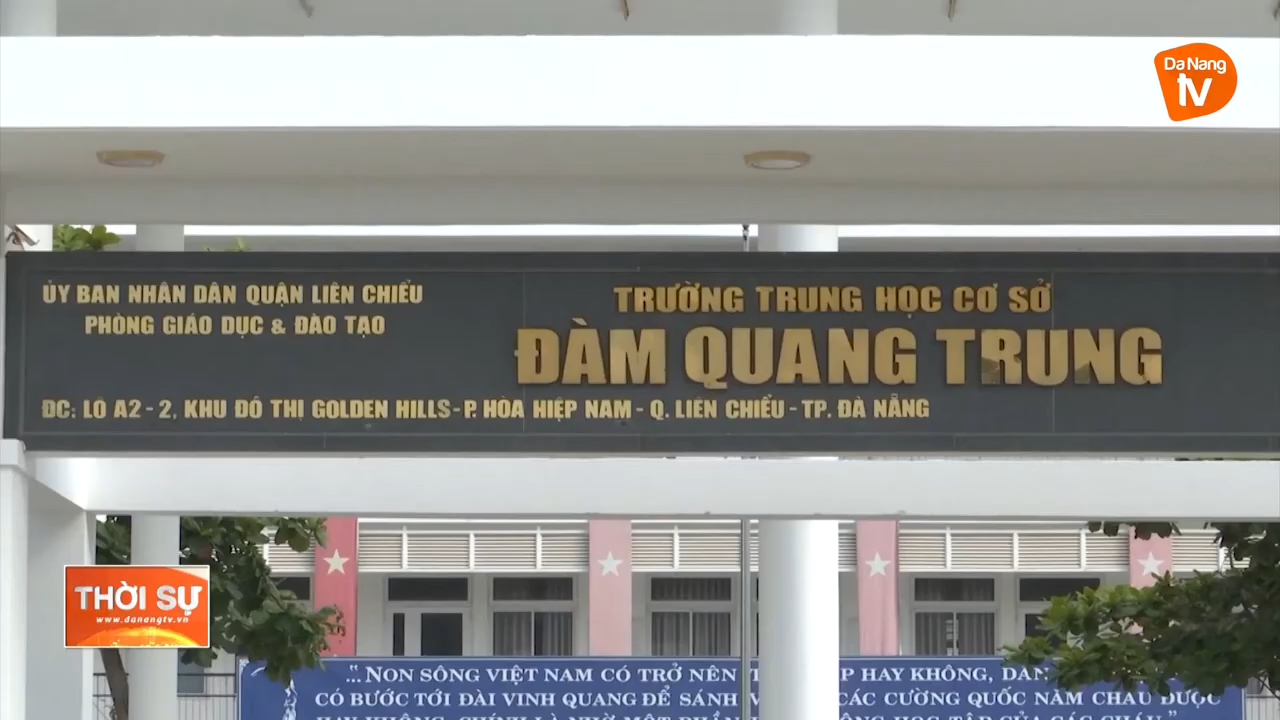 Da Nang
tv
ỦY BAN NHÂN DÂN QUẬN LIÊN CHIỂU
PHÒNG GIÁO DỤC & ĐÀO TẠO
TRƯỜNG TRUNG HỌC CƠ SỞ
ĐÀM QUANG TRUNG
ĐC: LÔ A2 - 2, KHU ĐÔ THỊ GOLDEN HILLS - P. HÒA HIỆP NAM - Q. LIÊN CHIỂU - TP. ĐÀ NẴNG
THỜI SỰ
www.danangtv.vn
"... NON SÔNG VIỆT NAM CÓ TRỞ NÊN HAY KHÔNG,
CÓ BƯỚC TỚI ĐÀI VINH QUANG ĐỂ SÁNH CÁC CƯỜNG QUỐC NĂM CHÂU ĐƯỢC